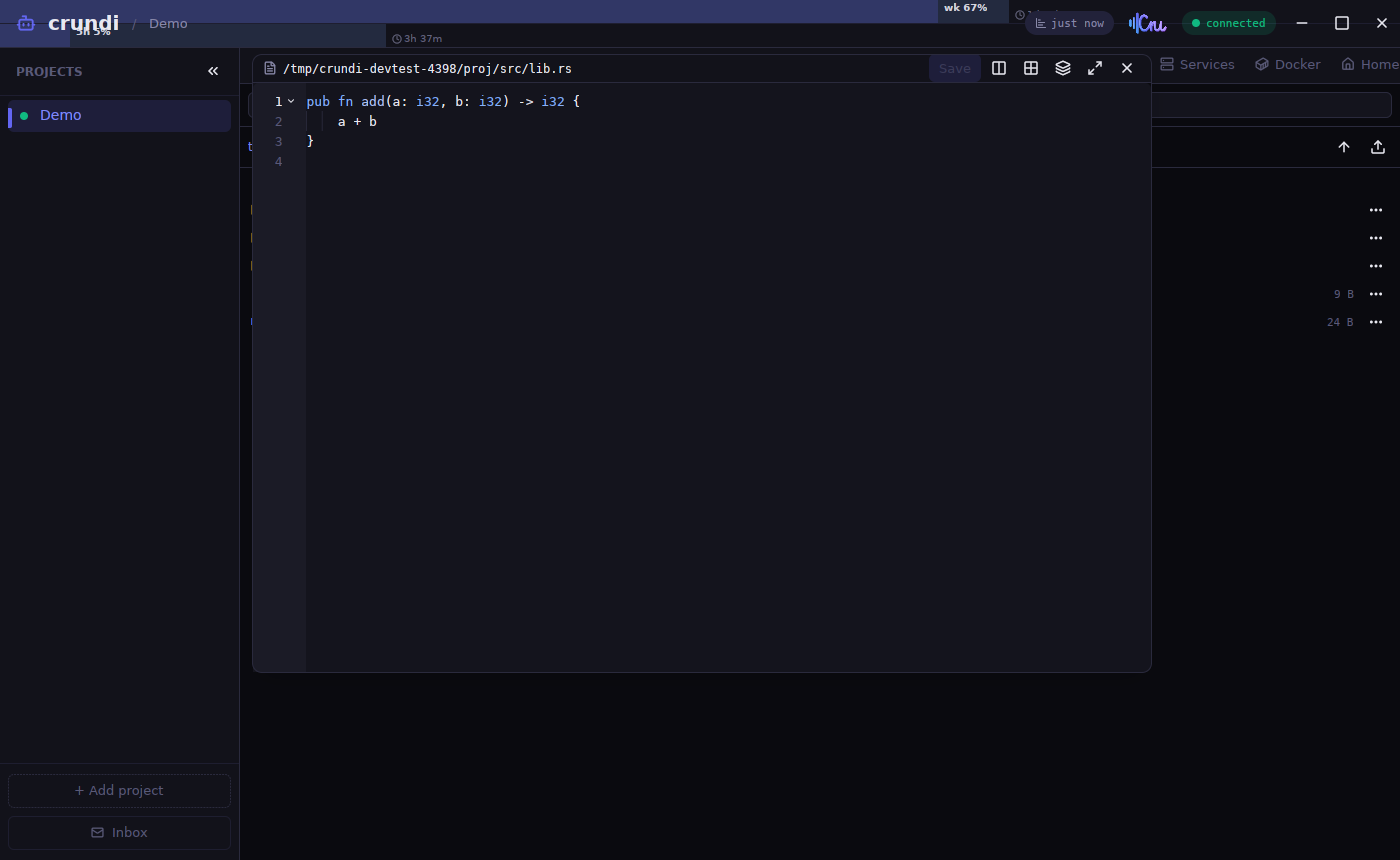 wk 67%
crundi / Demo
just now
Cru
connected
5h 5%
3h 37m
PROJECTS
/tmp/crundi-devtest-4398/proj/src/lib.rs
Save
Services
Docker
Home
Demo
1 pub fn add(a: i32, b: i32) -> i32 {
2 a + b
3 }
4
9 B
24 B
+ Add project
Inbox